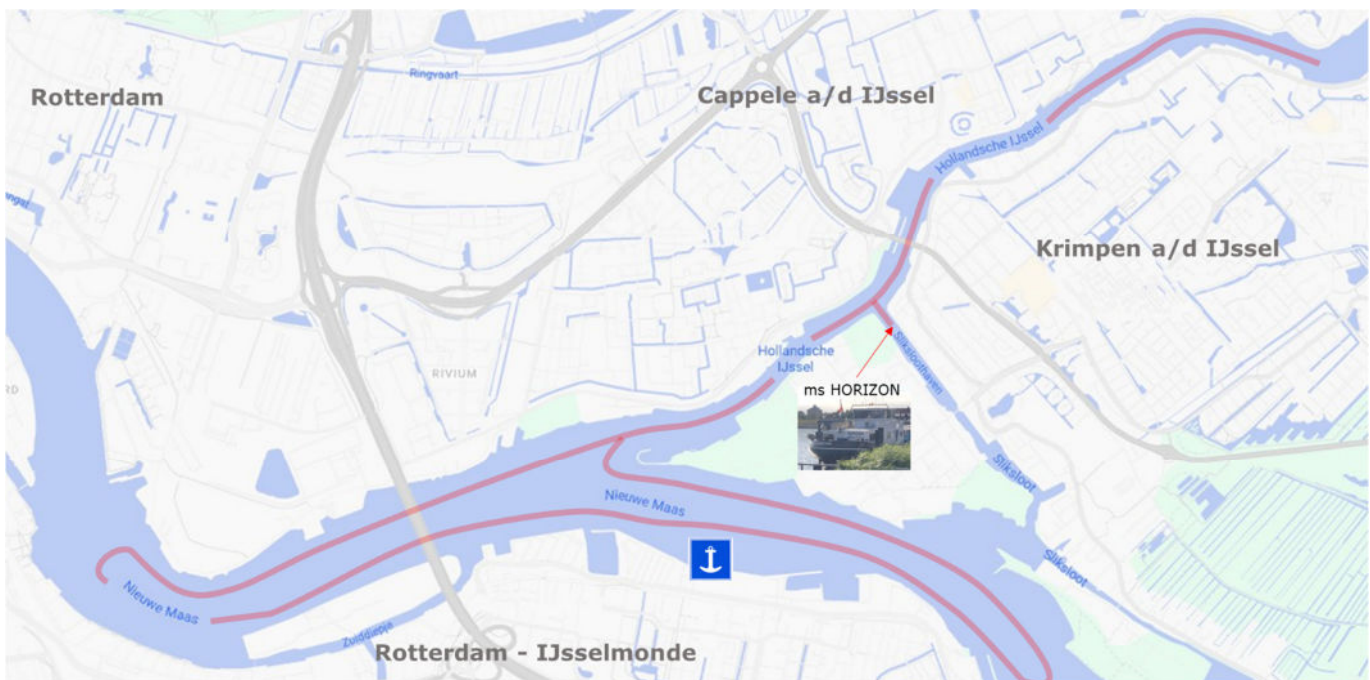 Ringvaart
Rotterdam
Cappele a/d IJssel
Hollandsche IJssel
Krimpen a/d IJssel
Hollandsche
IJssel
Sliksloothaven
RIVIUM
ms HORIZON
Sliksloot
Nieuwe Maas
Sliksloot
Nieuwe Maas
Zuiddiepje
Rotterdam - IJsselmonde